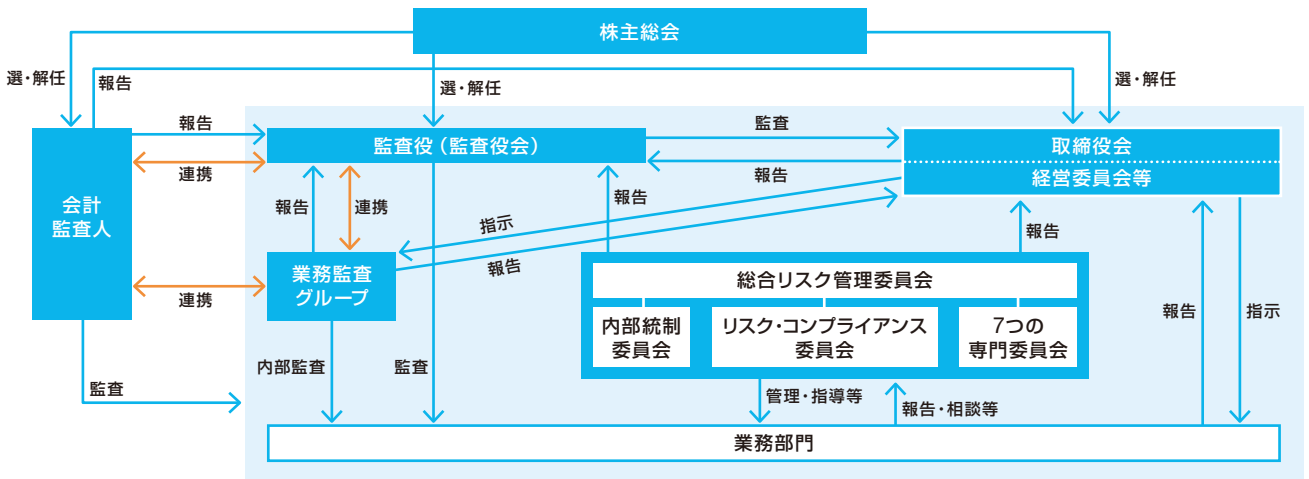 株主総会
選・解任
報告
選・解任
選・解任
報告
監査役（監査役会）
監査
取締役会
連携
報告
経営委員会等
会計
監査人
報告
連携
報告
指示
報告
報告
業務監査
グループ
総合リスク管理委員会
連携
内部統制
委員会
リスク・コンプライアンス
委員会
7つの
専門委員会
報告
指示
内部監査
監査
監査
管理・指導等
報告・相談等
業務部門